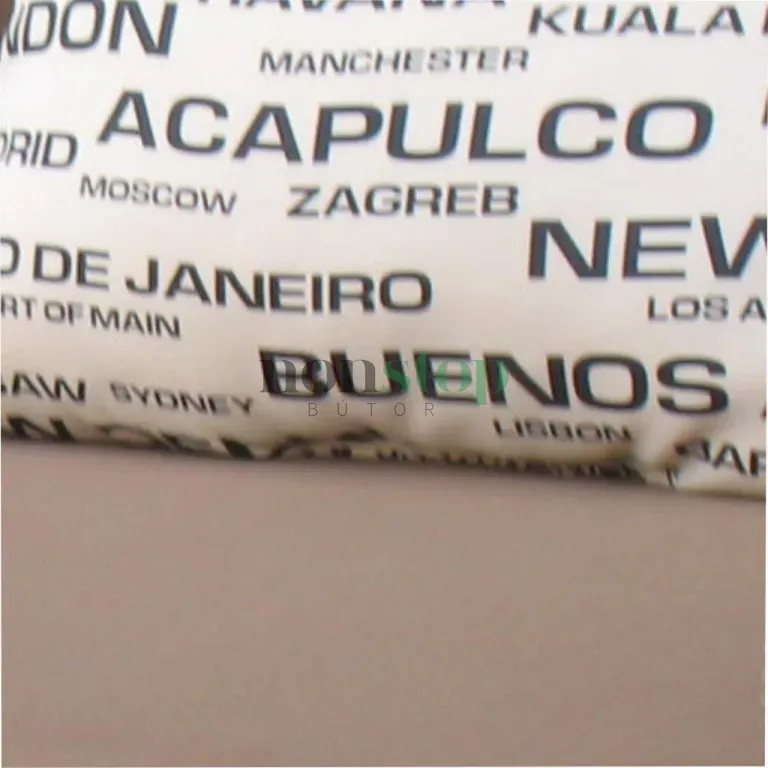 HAVANA
NDON
KUALA
MANCHESTER
ACAPULCO
DRID
MOSCOW ZAGREB
NEW
O DE JANEIRO
LOS A
RT OF MAIN
BUENOS
nonstop
BÚTOR
SAW SYDNEY
LISBON